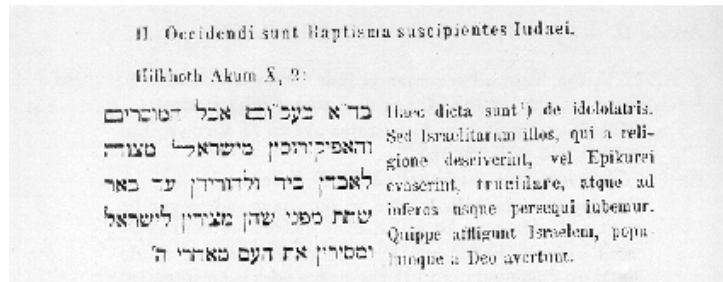 II. Occidendi sunt Baptisma suscipientes Iudaei.
Hilkhoth Akum X, 2:
בד״א בעכ״ום אבל המוסרים
והאפיקורסין מישראל מצוה
לאבדן ביד ולהורידן עד באר
שחת מפני שהן מצירין לישראל
ומסירין את העם מאחרי ה׳
Haec dicta sunt¹) de idololatris.
Sed Israelitarum illos, qui a reli-
gione desciverint, vel Epikurei
evaserint, trucidare, atque ad
inferos usque persequi iubemur.
Quippe affligunt Israelem, popu
lumque a Deo avertunt.